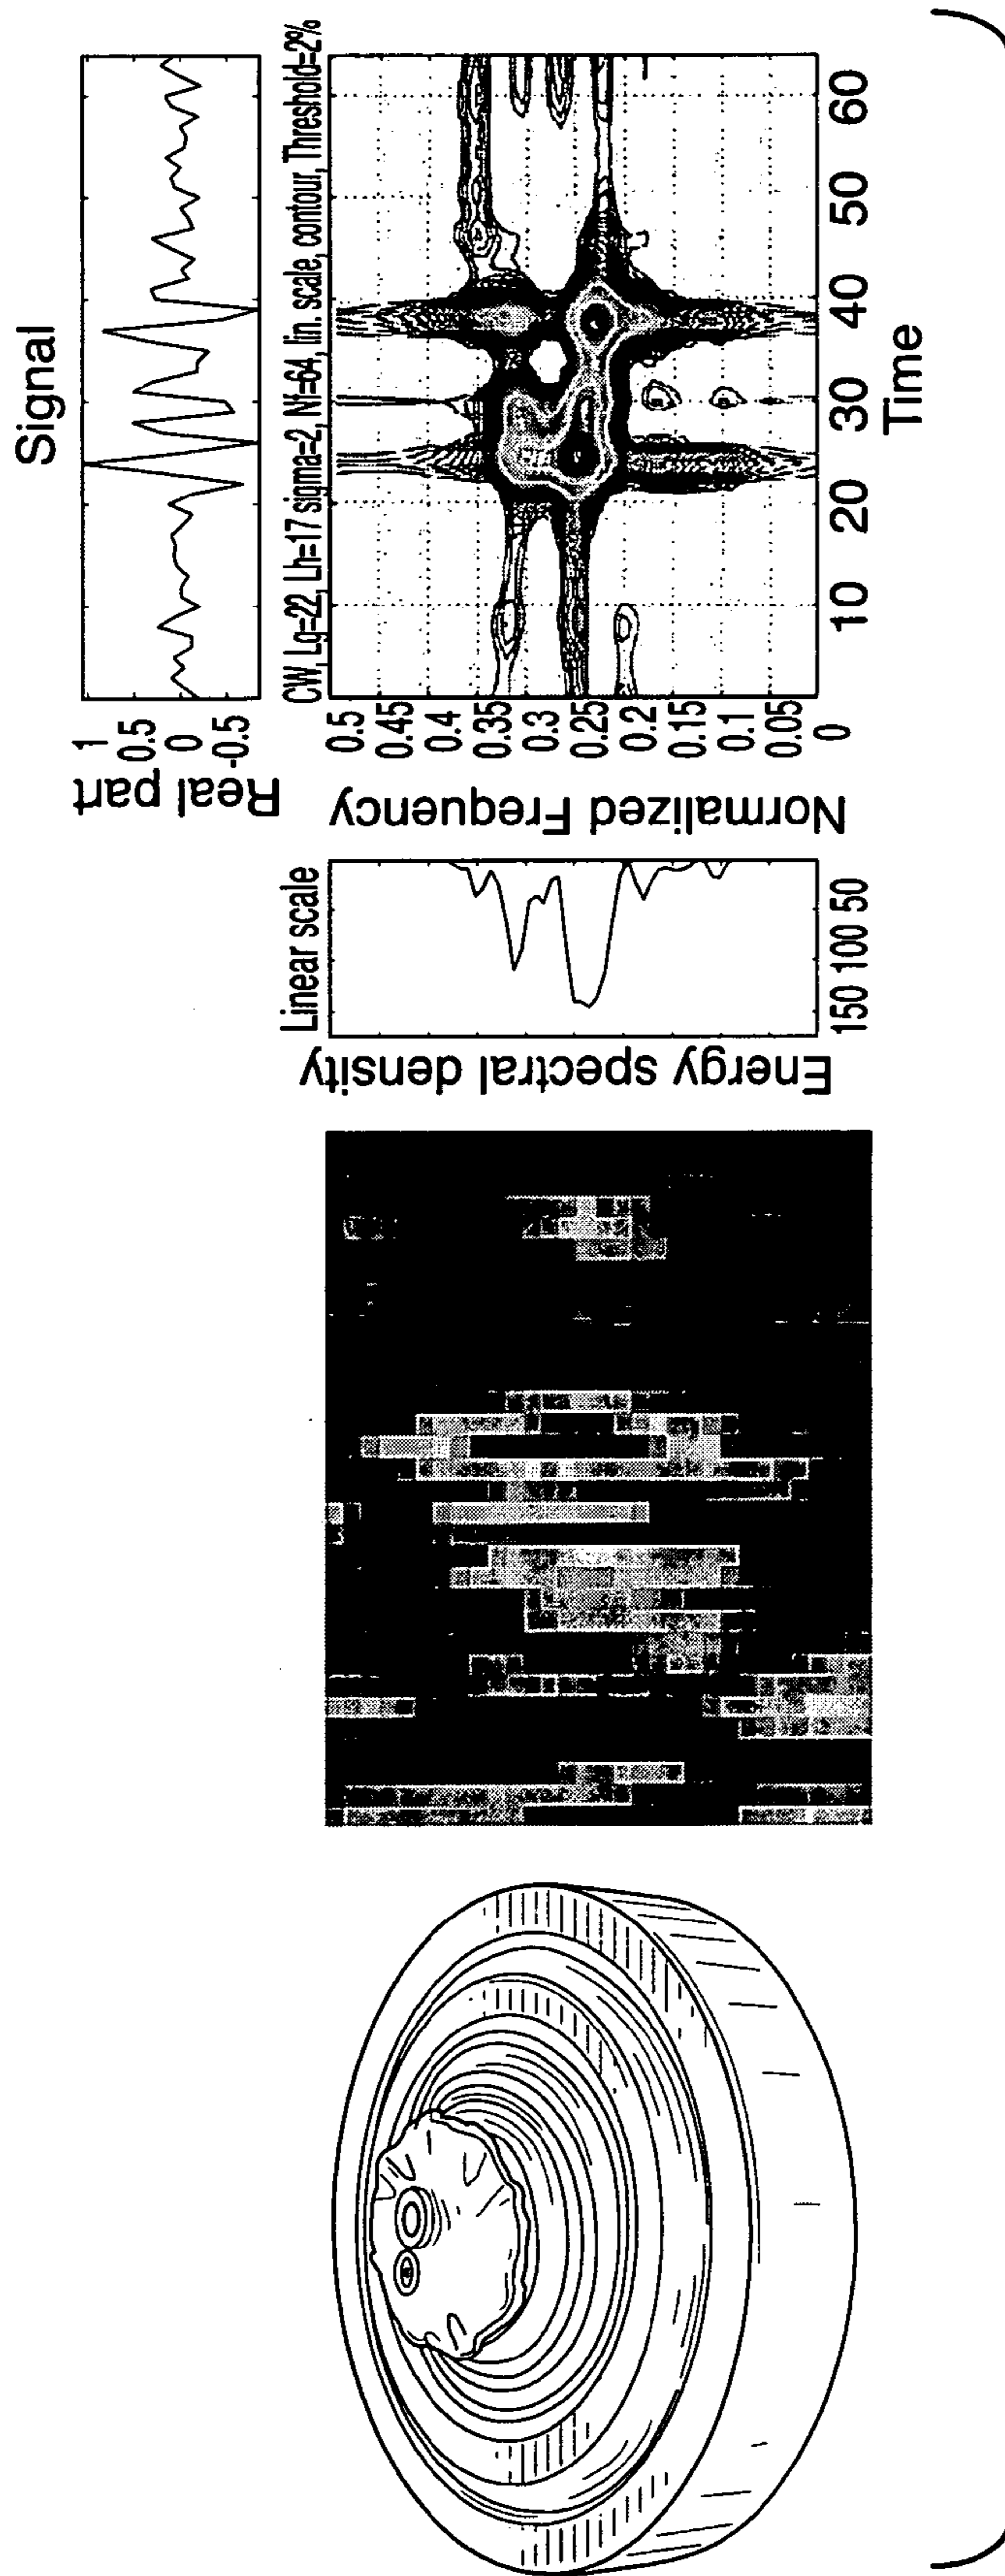 Signal
Real part
1
0.5
0
-0.5
Linear scale
Energy spectral density
150 100 50
CW, Lg=22, Lh=17 sigma=2, Nf=64, lin. scale, contour, Threshold=2%
Normalized Frequency
0.5
0.45
0.4
0.35
0.3
0.25
0.2
0.15
0.1
0.05
0
10 20 30 40 50 60
Time